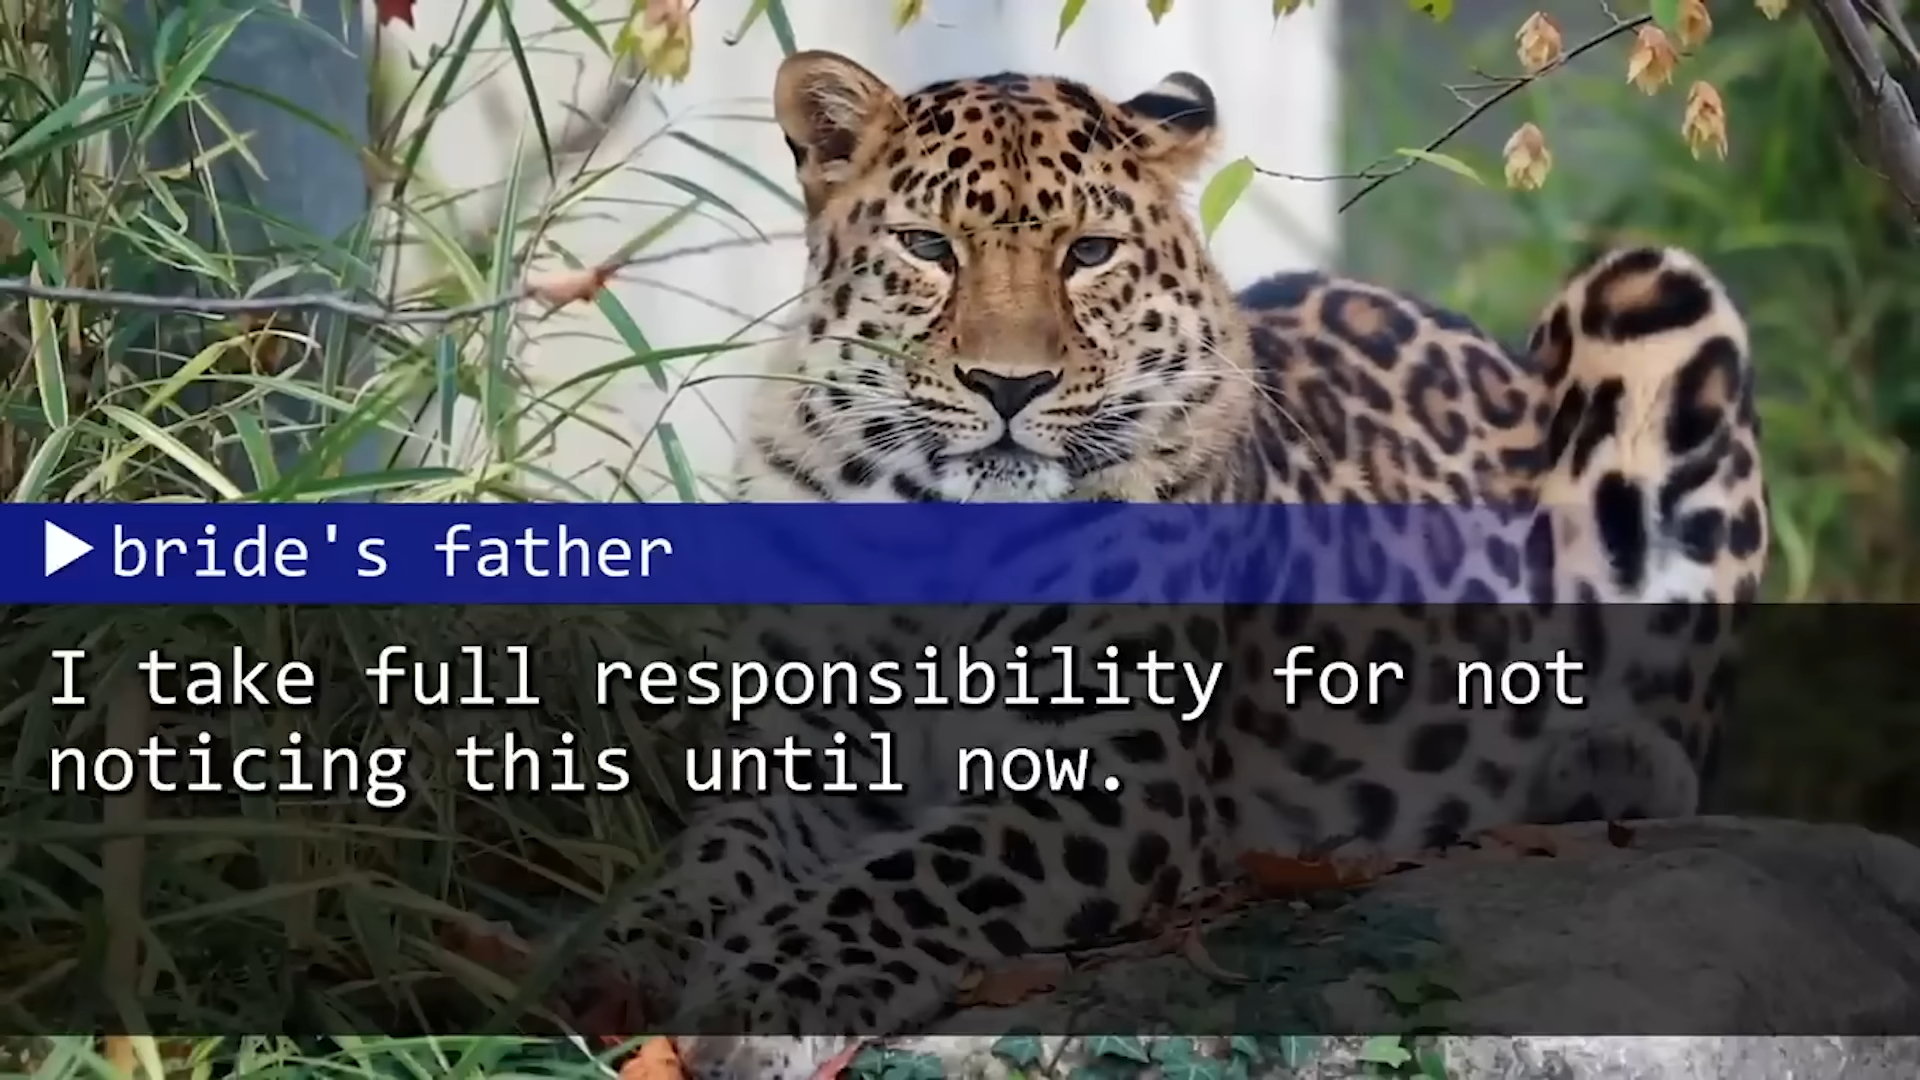 ▶bride's father
I take full responsibility for not
noticing this until now.